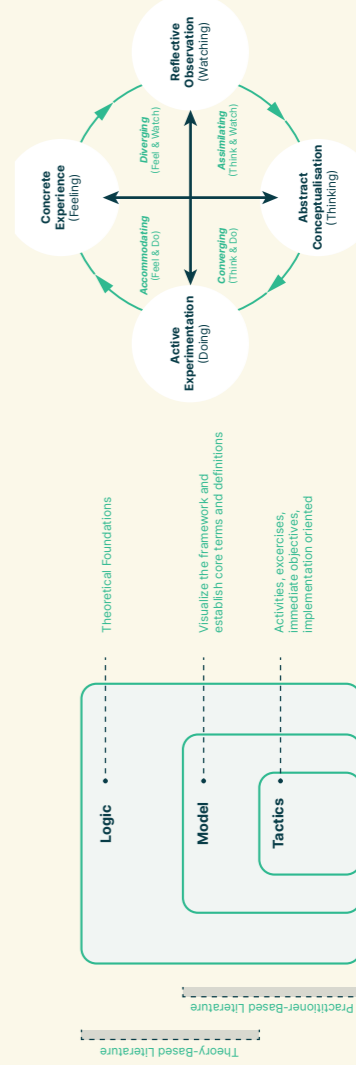 Theory-Based Literature
Practitioner-Based Literature
Logic
Theoretical Foundations
Model
Visualize the framework and
establish core terms and definitions
Tactics
Activities, excercises,
immediate objectives,
implementation oriented
Concrete
Experience
(Feeling)
Accommodating
(Feel & Do)
Diverging
(Feel & Watch)
Active
Experimentation
(Doing)
Reflective
Observation
(Watching)
Converging
(Think & Do)
Assimilating
(Think & Watch)
Abstract
Conceptualisation
(Thinking)